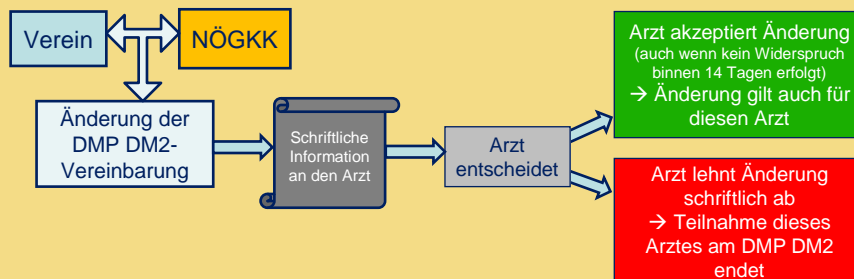 Verein
NÖGKK
Änderung der
DMP DM2-
Vereinbarung
Schriftliche
Information
an den Arzt
Arzt
entscheidet
Arzt akzeptiert Änderung
(auch wenn kein Widerspruch
binnen 14 Tagen erfolgt)
→ Änderung gilt auch für
diesen Arzt
Arzt lehnt Änderung
schriftlich ab
→ Teilnahme dieses
Arztes am DMP DM2
endet